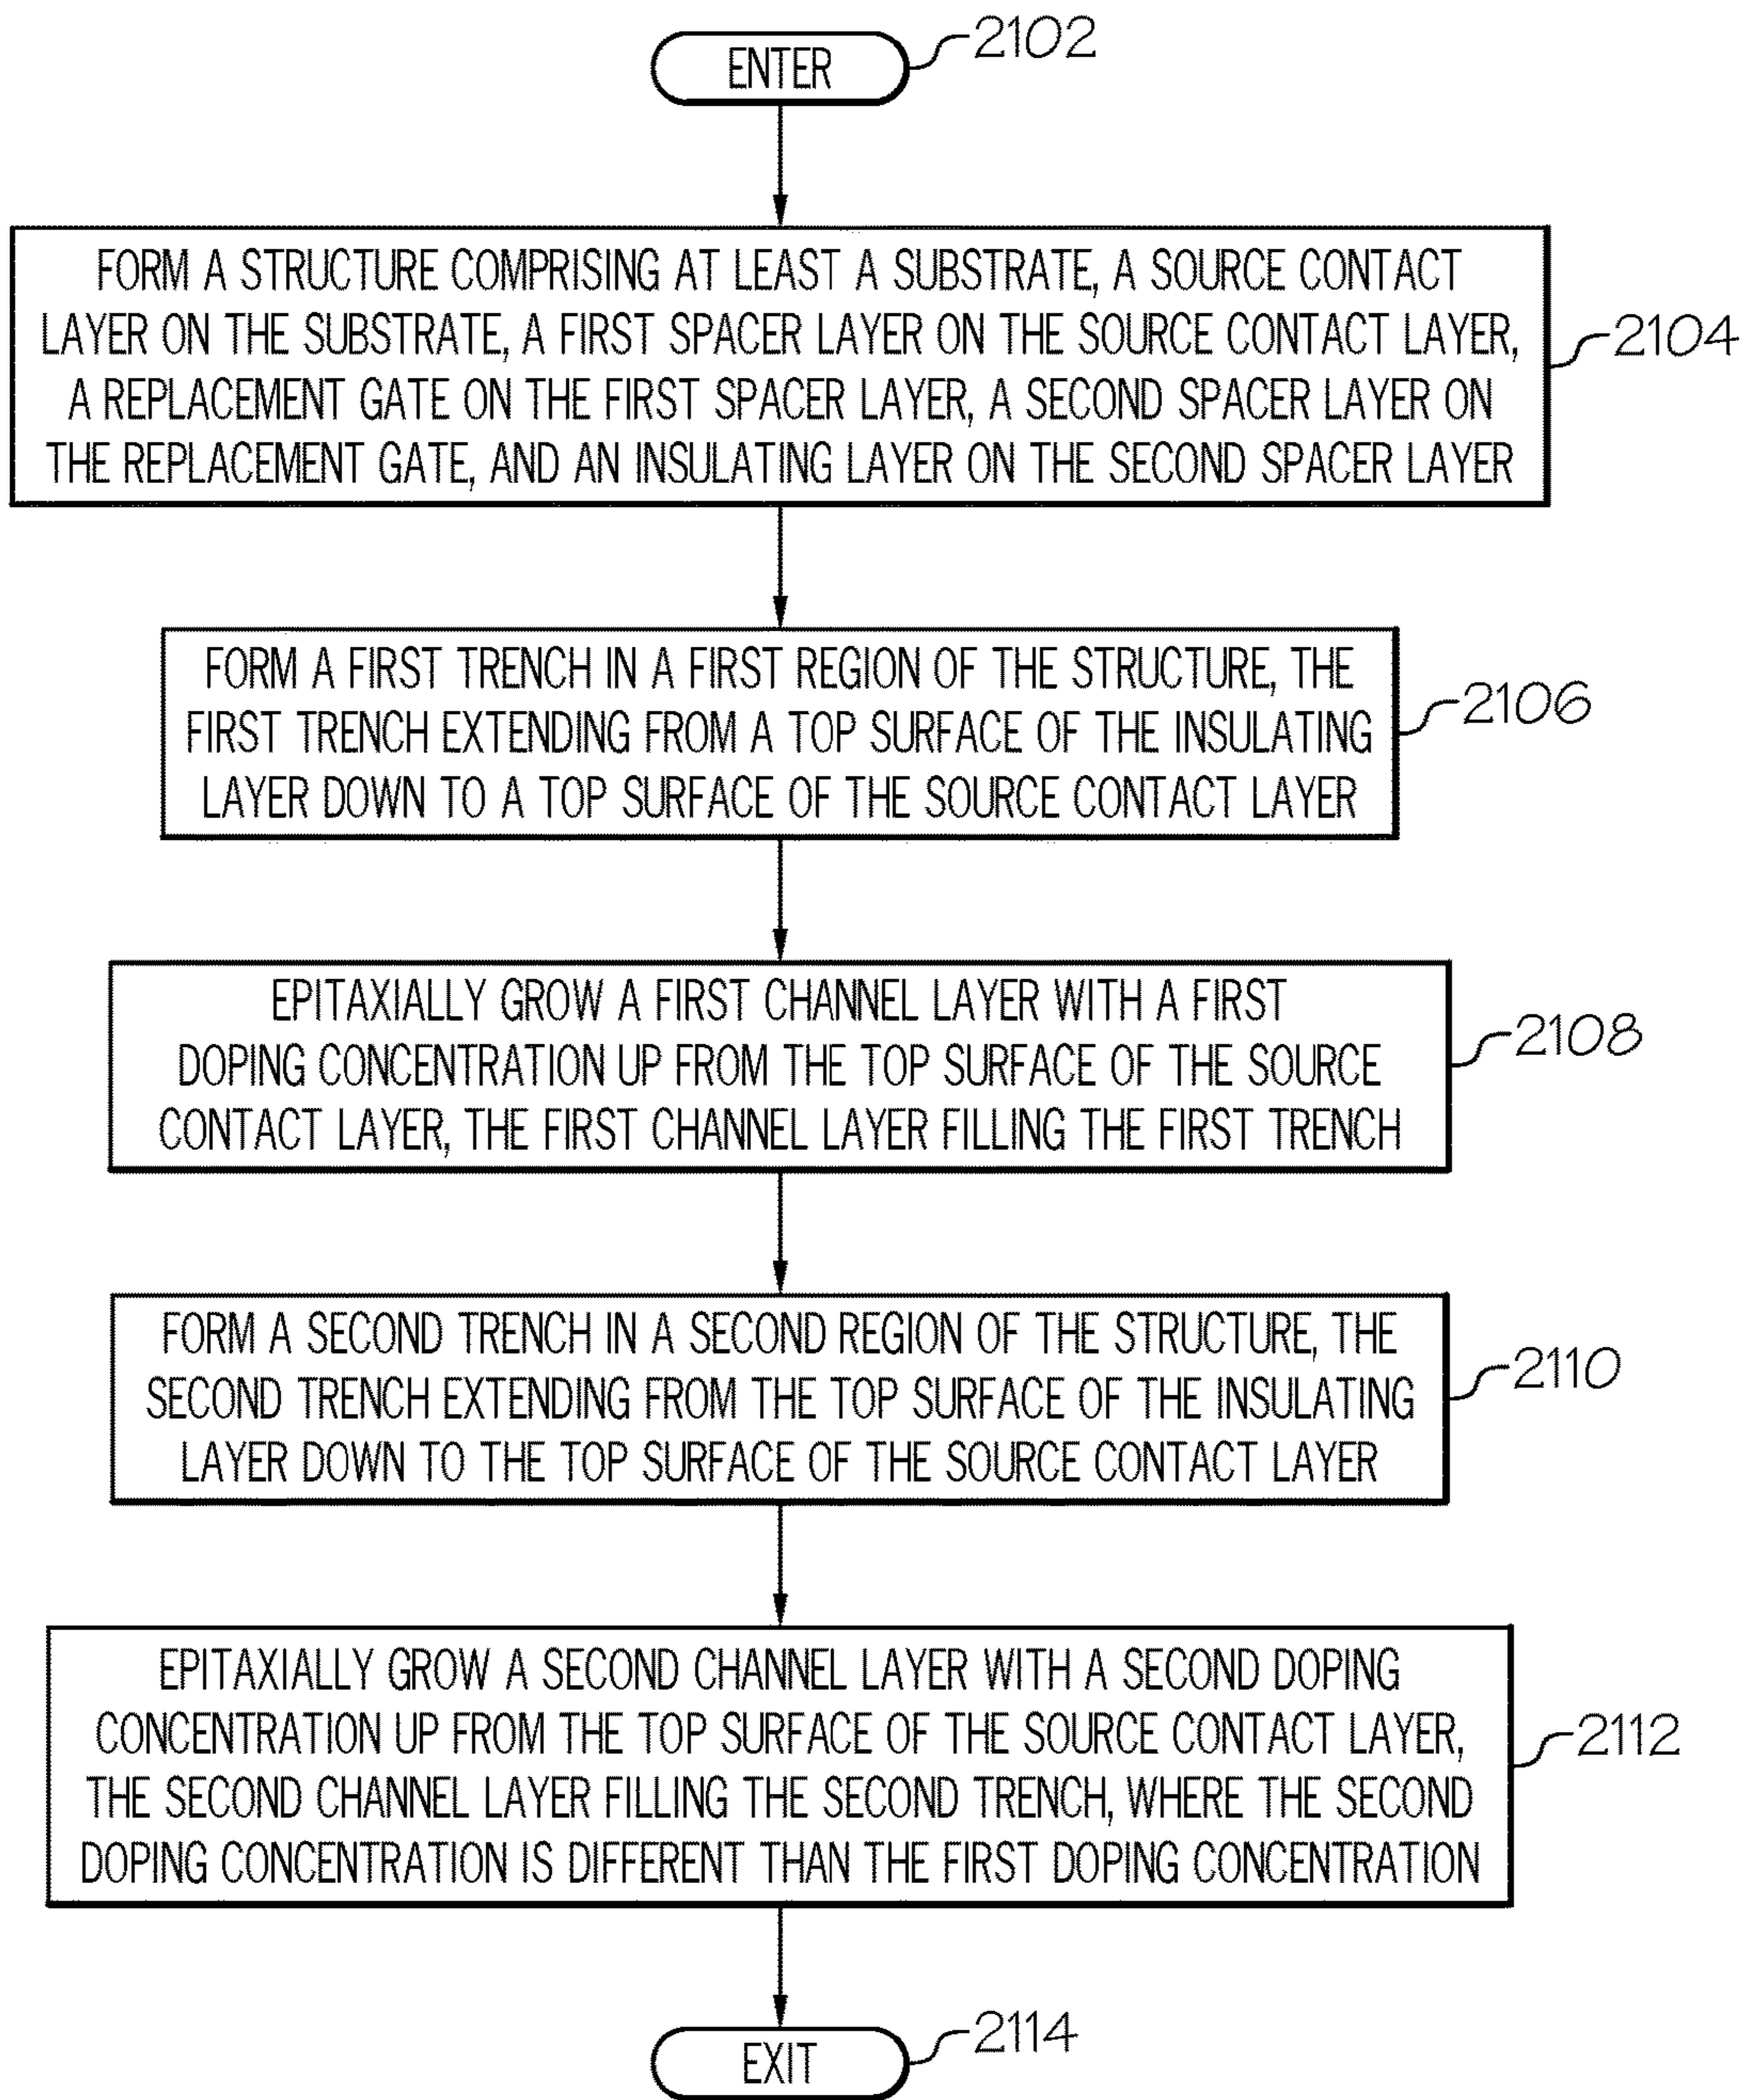 ENTER
2102
FORM A STRUCTURE COMPRISING AT LEAST A SUBSTRATE, A SOURCE CONTACT
LAYER ON THE SUBSTRATE, A FIRST SPACER LAYER ON THE SOURCE CONTACT LAYER,
A REPLACEMENT GATE ON THE FIRST SPACER LAYER, A SECOND SPACER LAYER ON
THE REPLACEMENT GATE, AND AN INSULATING LAYER ON THE SECOND SPACER LAYER
2104
FORM A FIRST TRENCH IN A FIRST REGION OF THE STRUCTURE, THE
FIRST TRENCH EXTENDING FROM A TOP SURFACE OF THE INSULATING
LAYER DOWN TO A TOP SURFACE OF THE SOURCE CONTACT LAYER
2106
EPITAXIALLY GROW A FIRST CHANNEL LAYER WITH A FIRST
DOPING CONCENTRATION UP FROM THE TOP SURFACE OF THE SOURCE
CONTACT LAYER, THE FIRST CHANNEL LAYER FILLING THE FIRST TRENCH
2108
FORM A SECOND TRENCH IN A SECOND REGION OF THE STRUCTURE, THE
SECOND TRENCH EXTENDING FROM THE TOP SURFACE OF THE INSULATING
LAYER DOWN TO THE TOP SURFACE OF THE SOURCE CONTACT LAYER
2110
EPITAXIALLY GROW A SECOND CHANNEL LAYER WITH A SECOND DOPING
CONCENTRATION UP FROM THE TOP SURFACE OF THE SOURCE CONTACT LAYER,
THE SECOND CHANNEL LAYER FILLING THE SECOND TRENCH, WHERE THE SECOND
DOPING CONCENTRATION IS DIFFERENT THAN THE FIRST DOPING CONCENTRATION
2112
EXIT
2114